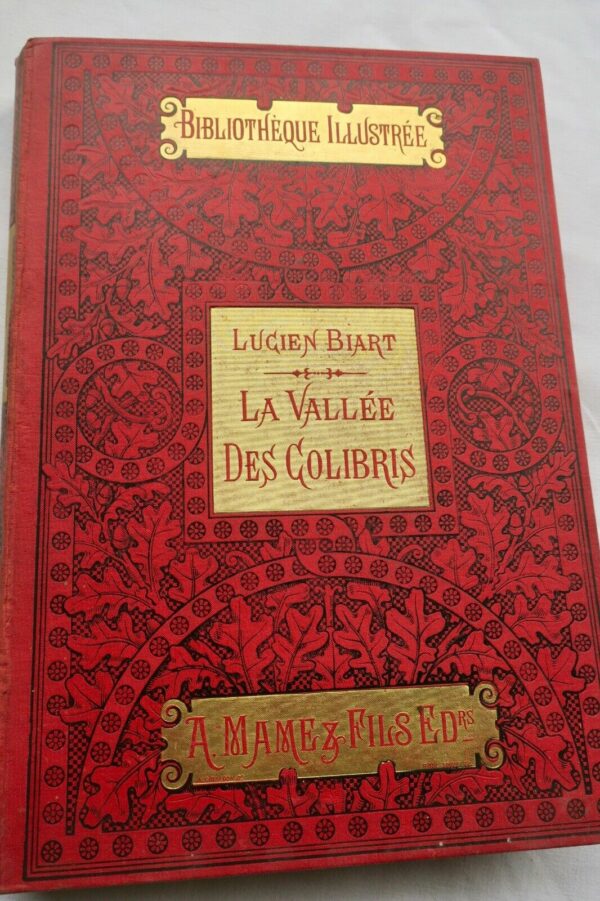 BIBLIOTHÈQUE ILLUSTRÉE
LUCIEN BIART
LA VALLÉE
DES COLIBRIS
A. MAME & FILS EDRS